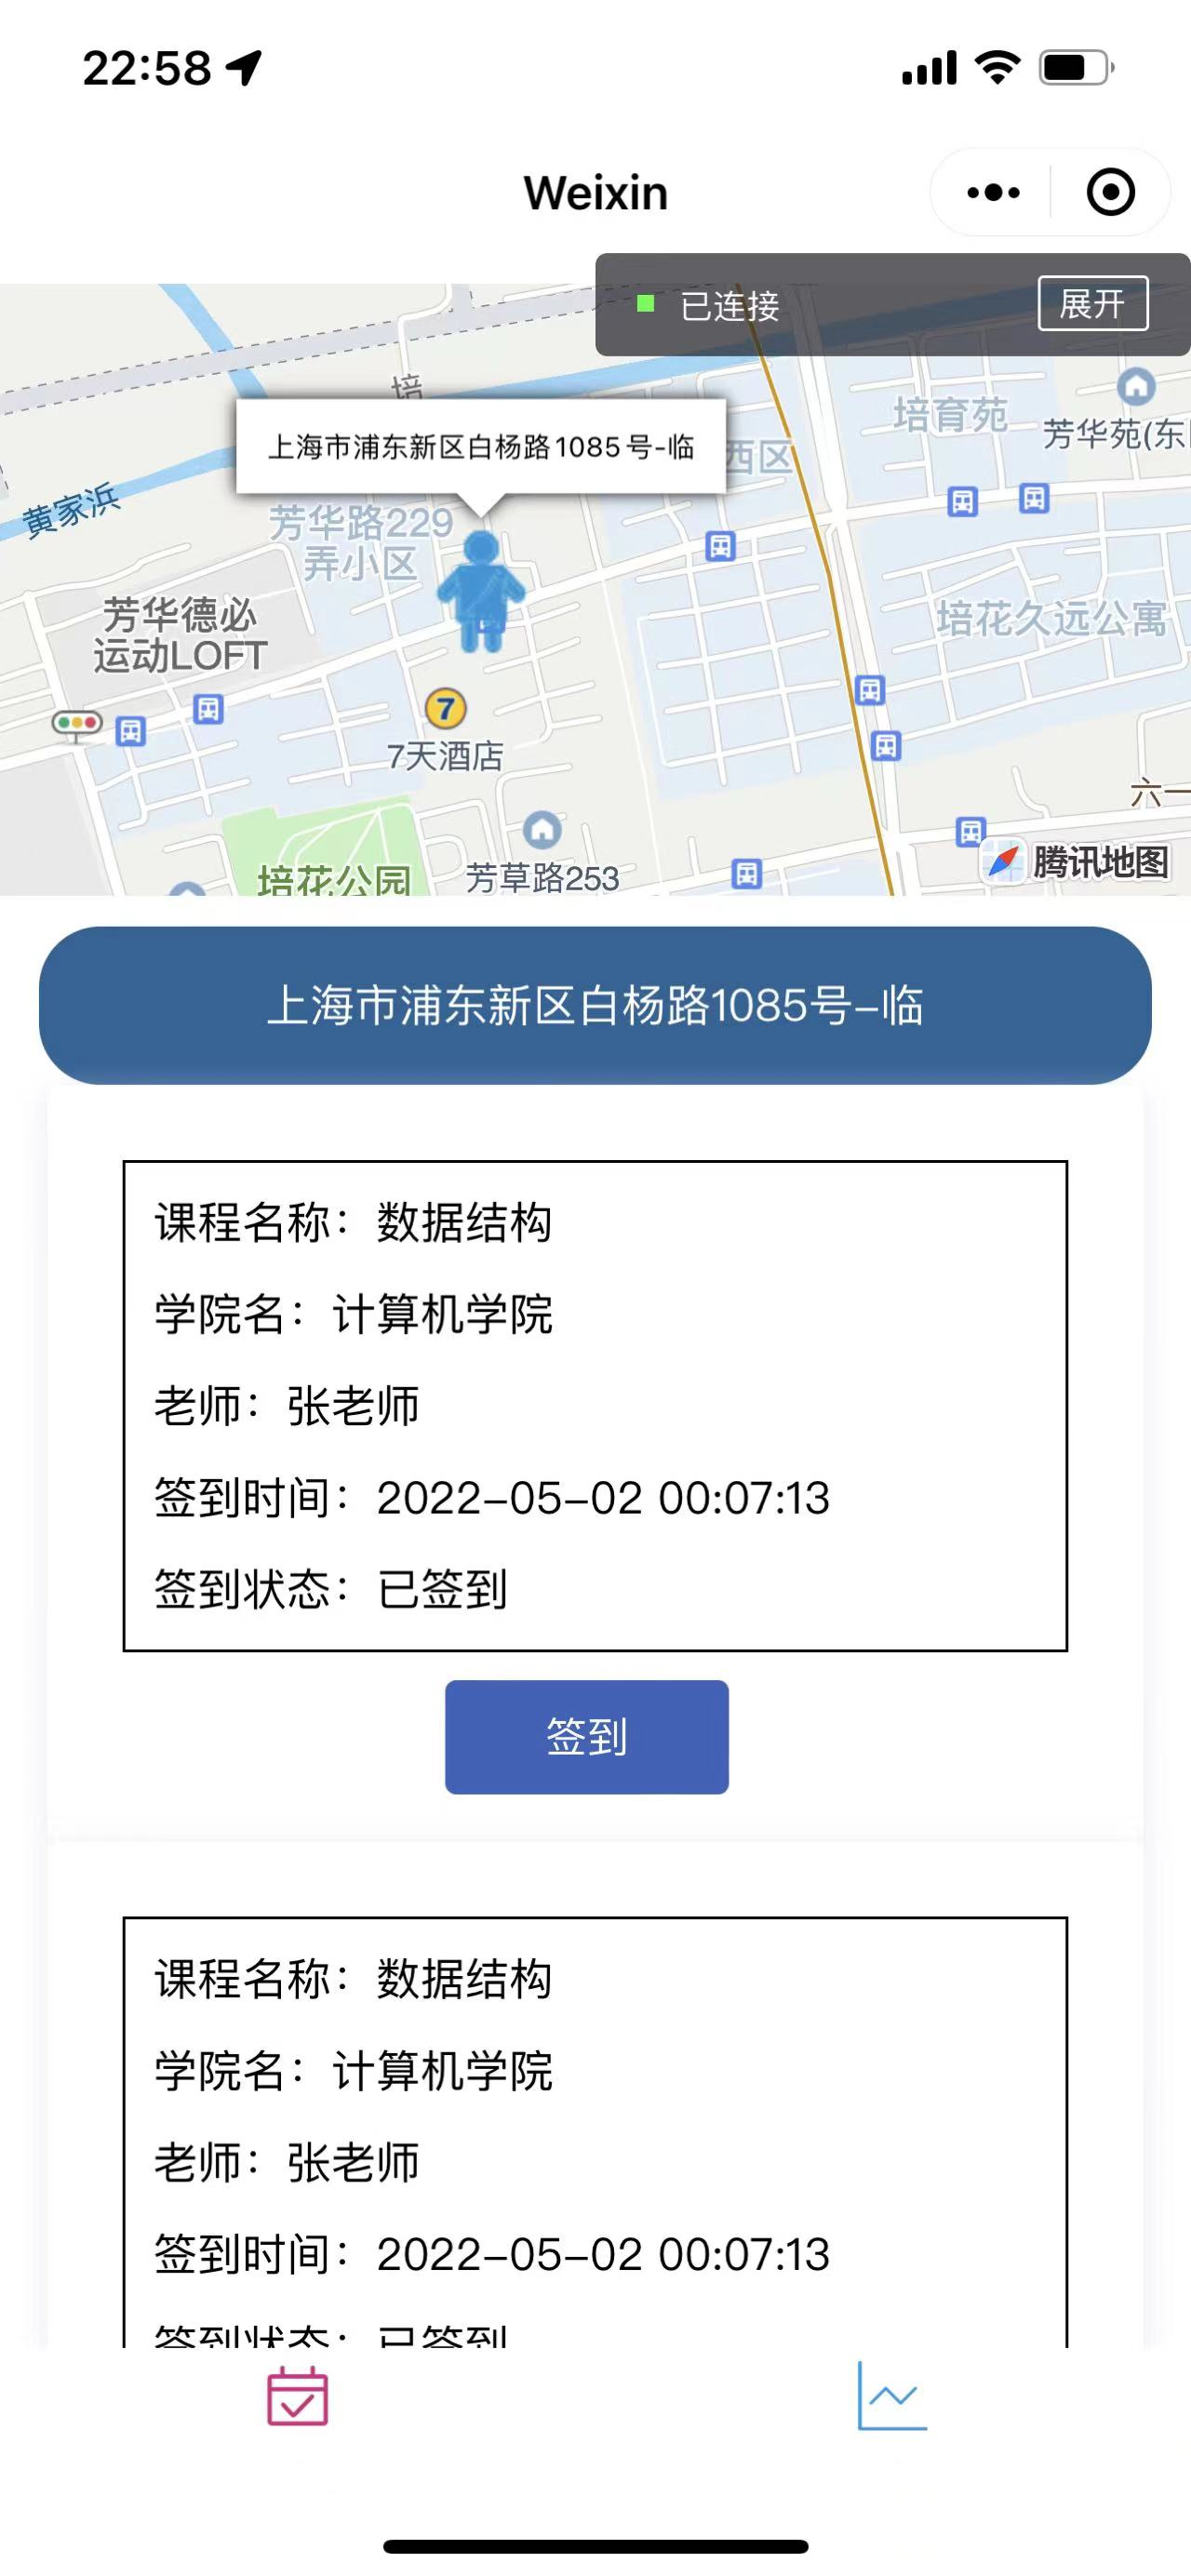 22:58
Weixin
已连接
展开
培
培育苑
芳华苑(东
上海市浦东新区白杨路1085号-临
西区
黄家浜
芳华路229
弄小区
芳华德必
运动LOFT
培花久远公寓
7
7天酒店
六一
腾讯地图
培花公园
芳草路253
上海市浦东新区白杨路1085号-临
课程名称：数据结构
学院名：计算机学院
老师：张老师
签到时间：2022-05-02 00:07:13
签到状态：已签到
签到
课程名称：数据结构
学院名：计算机学院
老师：张老师
签到时间：2022-05-02 00:07:13
签到状态：已签到